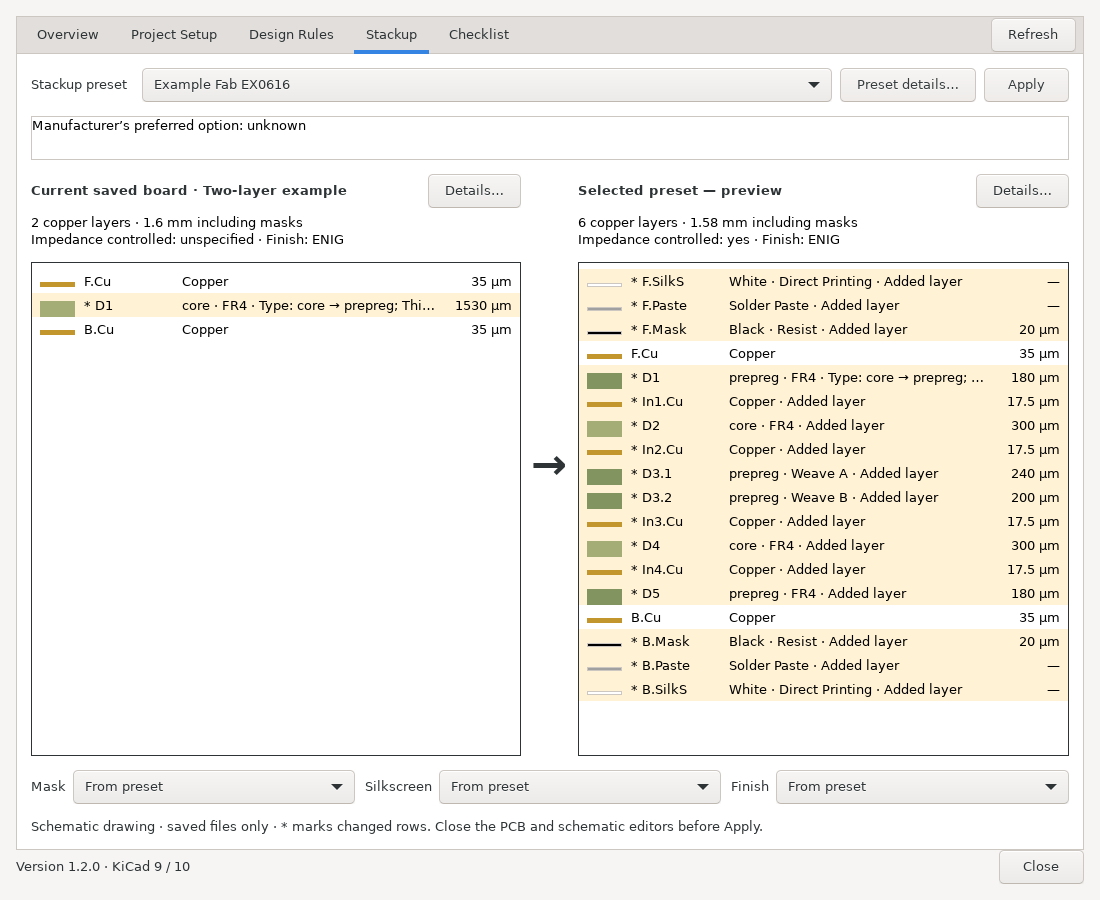 Overview Project Setup Design Rules Stackup Checklist Refresh
Stackup preset Example Fab EX0616 Preset details... Apply
Manufacturer’s preferred option: unknown
Current saved board · Two-layer example Details...
2 copper layers · 1.6 mm including masks
Impedance controlled: unspecified · Finish: ENIG
F.Cu Copper 35 µm
* D1 core · FR4 · Type: core → prepreg; Thi... 1530 µm
B.Cu Copper 35 µm
→
Selected preset — preview Details...
6 copper layers · 1.58 mm including masks
Impedance controlled: yes · Finish: ENIG
* F.SilkS White · Direct Printing · Added layer —
* F.Paste Solder Paste · Added layer —
* F.Mask Black · Resist · Added layer 20 µm
F.Cu Copper 35 µm
* D1 prepreg · FR4 · Type: core → prepreg; ... 180 µm
* In1.Cu Copper · Added layer 17.5 µm
* D2 core · FR4 · Added layer 300 µm
* In2.Cu Copper · Added layer 17.5 µm
* D3.1 prepreg · Weave A · Added layer 240 µm
* D3.2 prepreg · Weave B · Added layer 200 µm
* In3.Cu Copper · Added layer 17.5 µm
* D4 core · FR4 · Added layer 300 µm
* In4.Cu Copper · Added layer 17.5 µm
* D5 prepreg · FR4 · Added layer 180 µm
B.Cu Copper 35 µm
* B.Mask Black · Resist · Added layer 20 µm
* B.Paste Solder Paste · Added layer —
* B.SilkS White · Direct Printing · Added layer —
Mask From preset Silkscreen From preset Finish From preset
Schematic drawing · saved files only · * marks changed rows. Close the PCB and schematic editors before Apply.
Version 1.2.0 · KiCad 9 / 10 Close